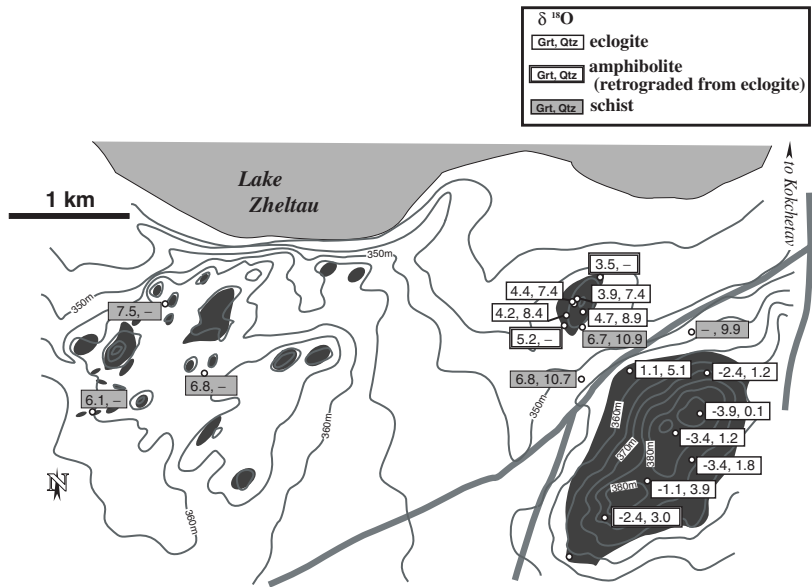 δ ¹⁸O
Grt, Qtz eclogite
Grt, Qtz amphibolite
(retrograded from eclogite)
Grt, Qtz schist
Lake
Zheltau
1 km
to Kokchetav
350m
350m
350m
350m
360m
360m
360m
370m
380m
380m
3.5, –
4.4, 7.4
3.9, 7.4
4.2, 8.4
4.7, 8.9
5.2, –
6.7, 10.9
– , 9.9
6.8, 10.7
7.5, –
6.8, –
6.1, –
1.1, 5.1
-2.4, 1.2
-3.9, 0.1
-3.4, 1.2
-3.4, 1.8
-1.1, 3.9
-2.4, 3.0
N